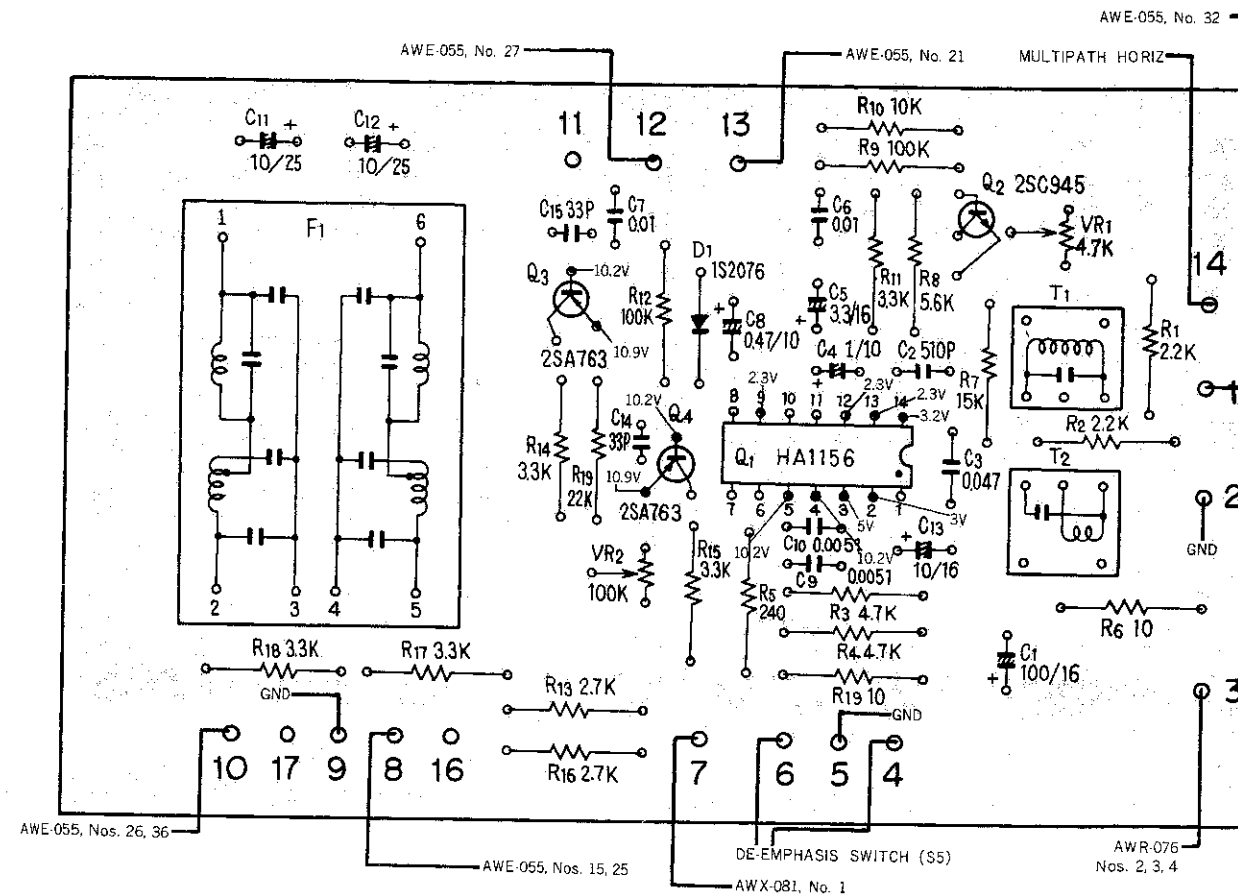 AWE-055, No. 32
AWE-055, No. 27
AWE-055, No. 21
MULTIPATH HORIZ
C11 +
10/25
C12 +
10/25
11
12
13
R10 10K
R9 100K
Q2 2SC945
VR1
4.7K
14
F1
1
6
2
3
4
5
C15 33P
C7
0.01
C6
0.01
Q3
10.2V
10.9V
2SA763
R12
100K
D1
1S2076
+ C8
0.47/10
+ C5
3.3/16
R11
3.3K
R8
5.6K
C4 1/10
+
C2 510P
R7
15K
T1
R1
2.2K
R2 2.2K
T2
R14
3.3K
R19
22K
C14
33P
10.2V
Q4
10.9V
2SA763
2.3V
2.3V
2.3V
3.2V
8 9 10 11 12 13 14
Q1 HA1156
7 6 5 4 3 2 1
C3
0.047
10.2V
5V
10.2V
3V
C10 0.0051
C9 0.0051
+ C13
10/16
VR2
100K
R15
3.3K
R5
240
R3 4.7K
R4 4.7K
R19 10
R6 10
C1
100/16
+
1
2
GND
3
R18 3.3K
R17 3.3K
GND
R13 2.7K
R16 2.7K
GND
10 17 9 8 16
7 6 5 4
AWE-055, Nos. 26, 36
AWE-055, Nos. 15, 25
AWX-081, No. 1
DE-EMPHASIS SWITCH (S5)
AWR-076
Nos. 2, 3, 4